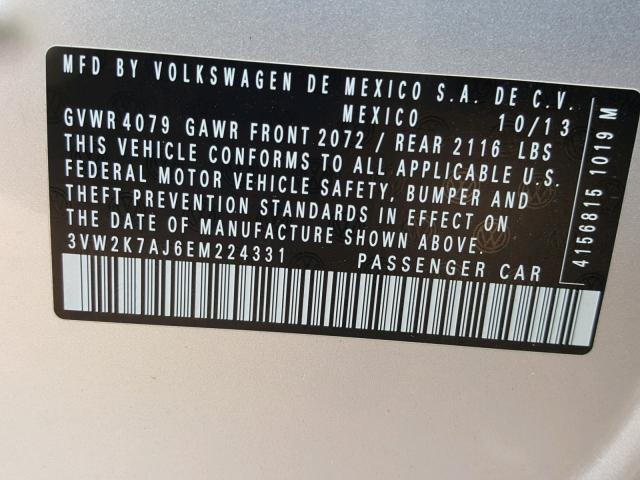 MFD BY VOLKSWAGEN DE MEXICO S.A. DE C.V.
MEXICO 10/13
GVWR 4079 GAWR FRONT 2072 / REAR 2116 LBS
THIS VEHICLE CONFORMS TO ALL APPLICABLE U.S.
FEDERAL MOTOR VEHICLE SAFETY, BUMPER AND
THEFT PREVENTION STANDARDS IN EFFECT ON
THE DATE OF MANUFACTURE SHOWN ABOVE.
3VW2K7AJ6EM224331 PASSENGER CAR
4156815 1019 M